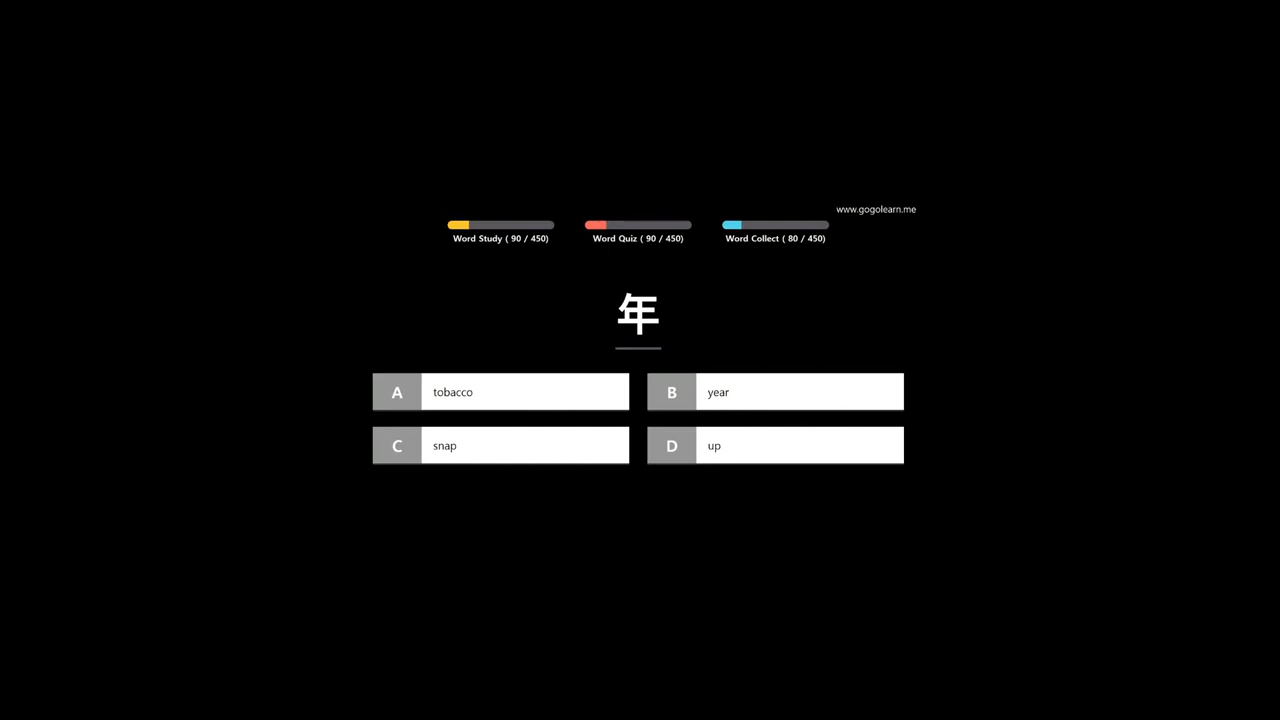 www.gogolearn.me
Word Study ( 90 / 450)
Word Quiz ( 90 / 450)
Word Collect ( 80 / 450)
年
A tobacco
B year
C snap
D up